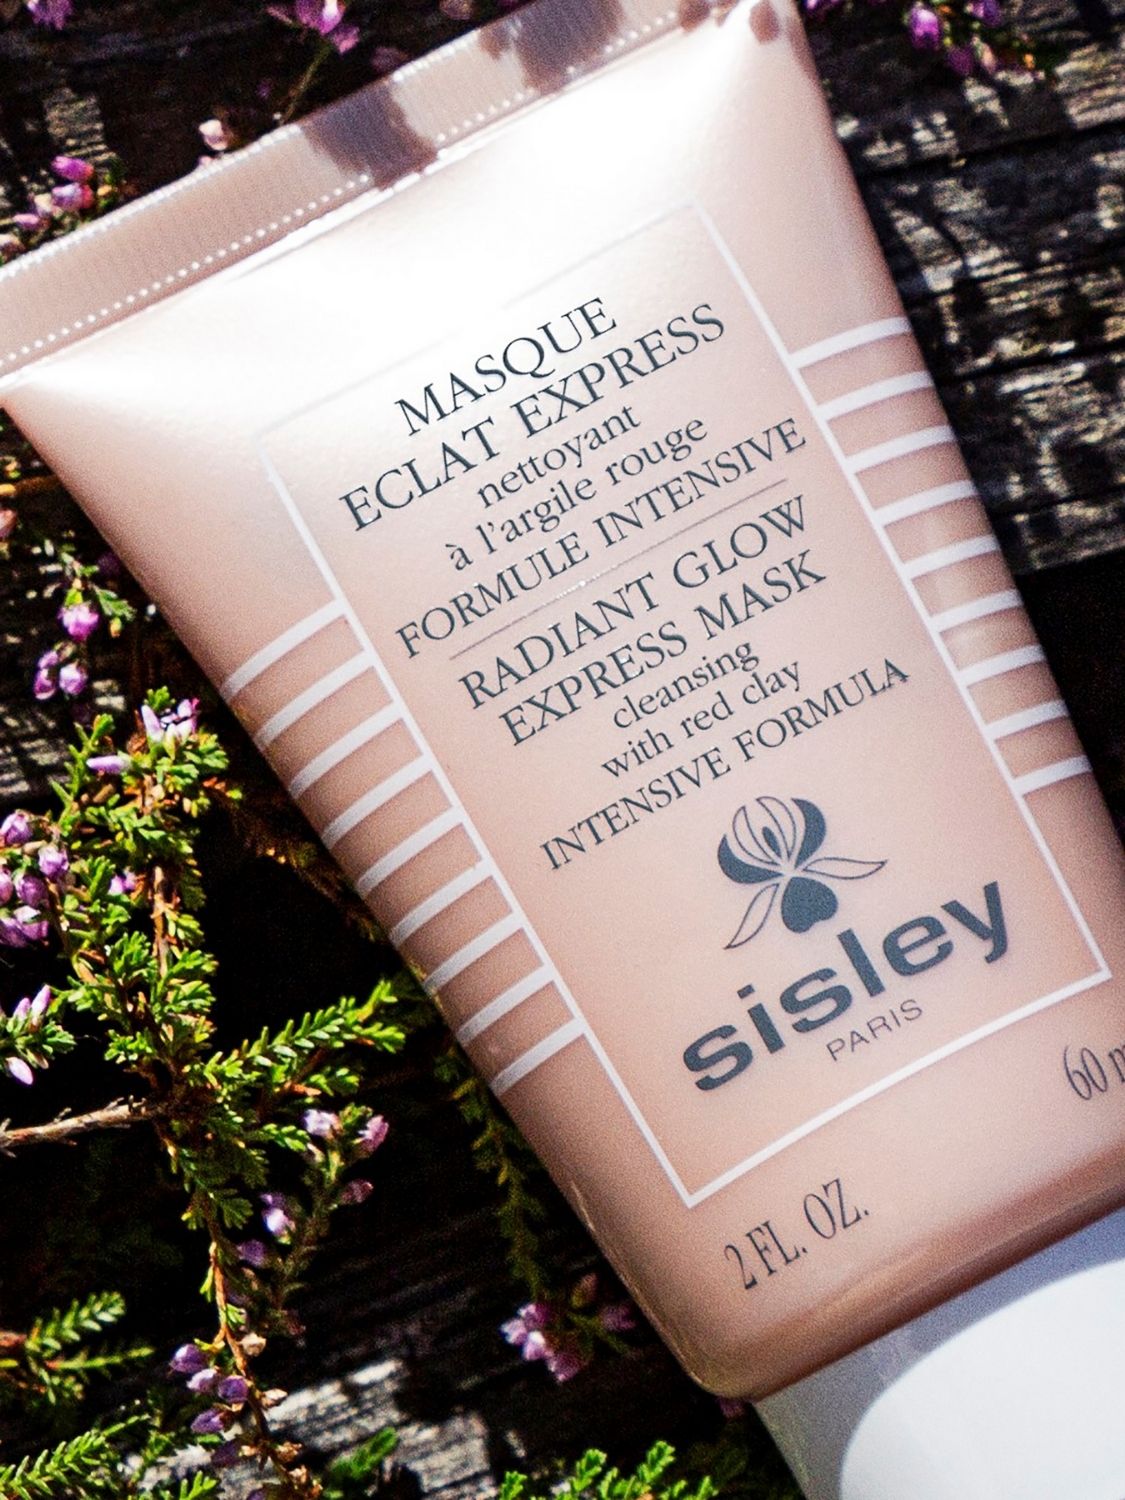 MASQUE
ECLAT EXPRESS
nettoyant
à l'argile rouge
FORMULE INTENSIVE
RADIANT GLOW
EXPRESS MASK
cleansing
with red clay
INTENSIVE FORMULA
sisley
PARIS
2 FL. OZ.
60 m